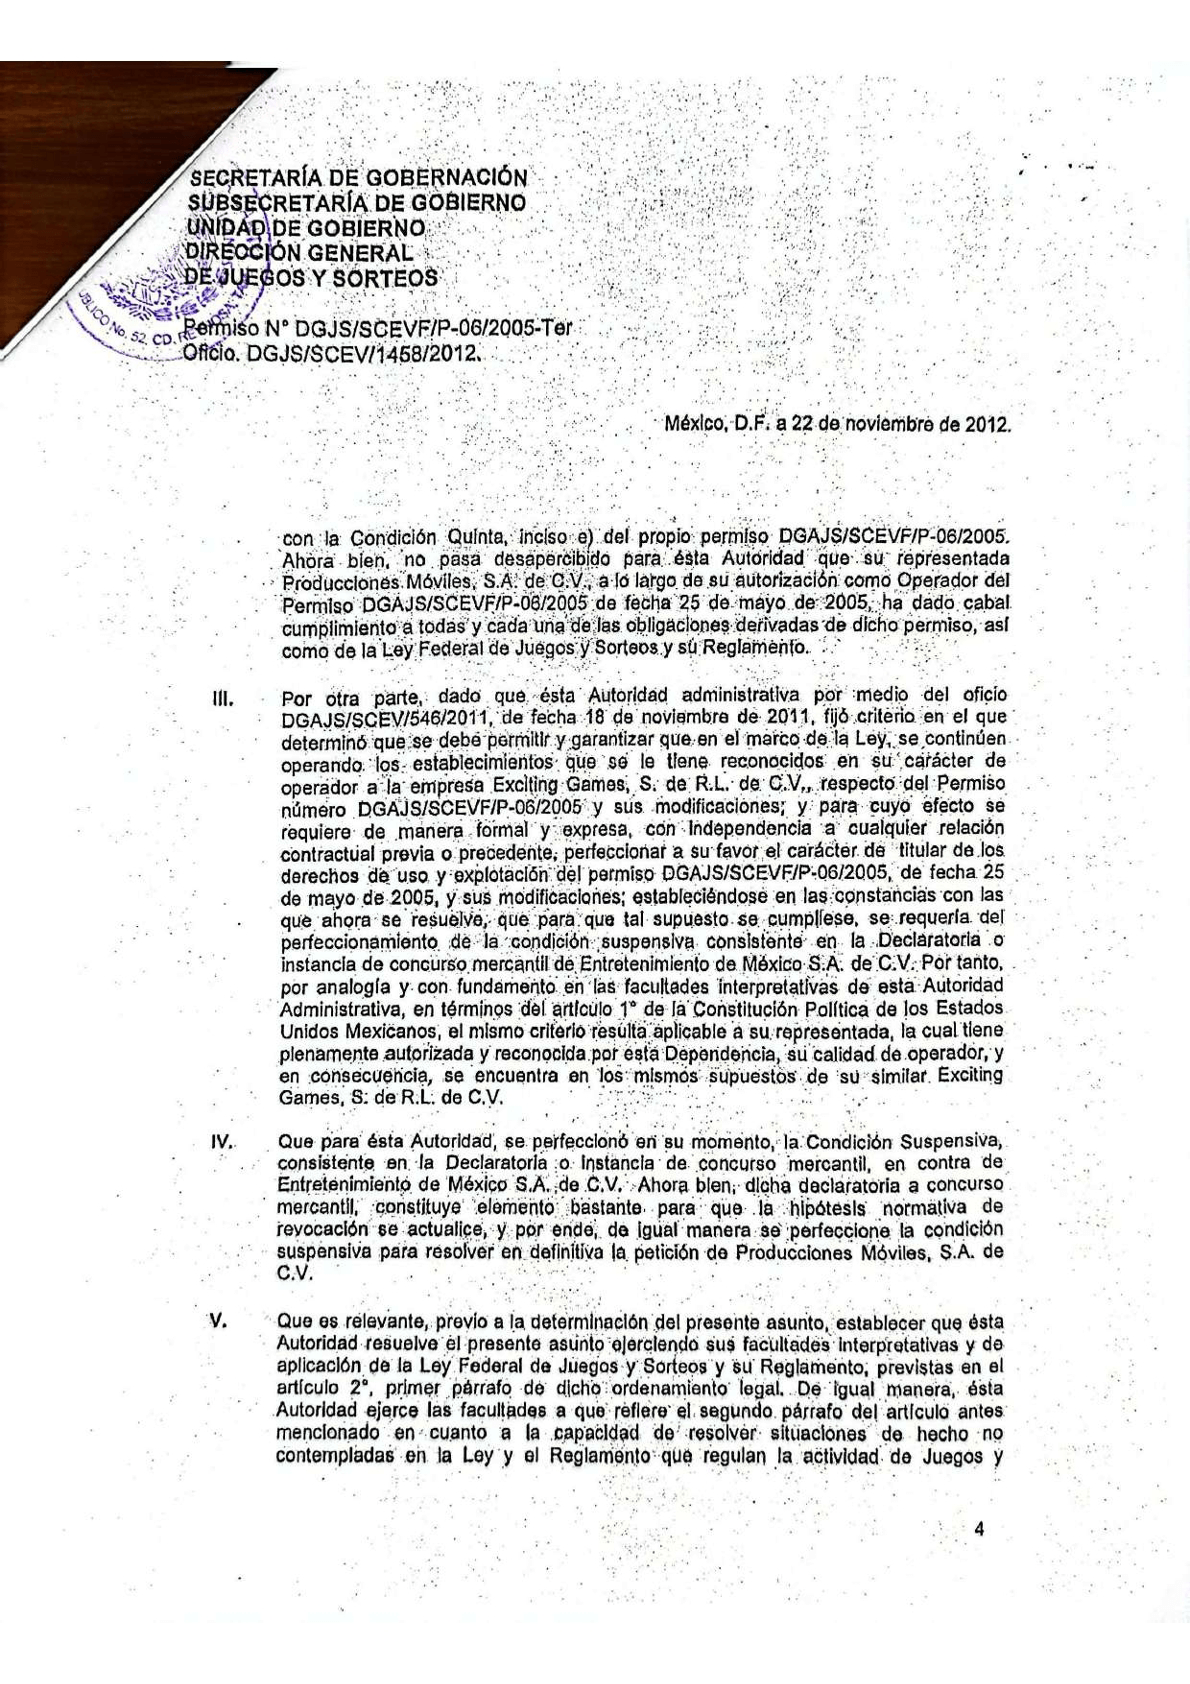 SECRETARÍA DE GOBERNACIÓN
SUBSECRETARÍA DE GOBIERNO
UNIDAD DE GOBIERNO
DIRECCIÓN GENERAL
DE JUEGOS Y SORTEOS
BLICO No. 52, CD. REYNOSA, TA
Permiso N° DGJS/SCEVF/P-06/2005-Ter
Oficio. DGJS/SCEV/1458/2012.
México, D.F. a 22 de noviembre de 2012.
con la Condición Quinta, inciso e) del propio permiso DGAJS/SCEVF/P-06/2005.
Ahora bien, no pasa desapercibido para ésta Autoridad que su representada
Producciones Móviles, S.A. de C.V., a lo largo de su autorización como Operador del
Permiso DGAJS/SCEVF/P-06/2005 de fecha 25 de mayo de 2005, ha dado cabal
cumplimiento a todas y cada una de las obligaciones derivadas de dicho permiso, así
como de la Ley Federal de Juegos y Sorteos y su Reglamento.
III. Por otra parte, dado que ésta Autoridad administrativa por medio del oficio
DGAJS/SCEV/546/2011, de fecha 18 de noviembre de 2011, fijó criterio en el que
determinó que se debe permitir y garantizar que en el marco de la Ley, se continúen
operando los establecimientos que se le tiene reconocidos en su carácter de
operador a la empresa Exciting Games, S. de R.L. de C.V., respecto del Permiso
número DGAJS/SCEVF/P-06/2005 y sus modificaciones; y para cuyo efecto se
requiere de manera formal y expresa, con independencia a cualquier relación
contractual previa o precedente, perfeccionar a su favor el carácter de titular de los
derechos de uso y explotación del permiso DGAJS/SCEVF/P-06/2005, de fecha 25
de mayo de 2005, y sus modificaciones; estableciéndose en las constancias con las
que ahora se resuelve, que para que tal supuesto se cumpliese, se requería del
perfeccionamiento de la condición suspensiva consistente en la Declaratoria o
instancia de concurso mercantil de Entretenimiento de México S.A. de C.V. Por tanto,
por analogía y con fundamento en las facultades interpretativas de esta Autoridad
Administrativa, en términos del artículo 1° de la Constitución Política de los Estados
Unidos Mexicanos, el mismo criterio resulta aplicable a su representada, la cual tiene
plenamente autorizada y reconocida por esta Dependencia, su calidad de operador, y
en consecuencia, se encuentra en los mismos supuestos de su similar Exciting
Games, S. de R.L. de C.V.
IV. Que para ésta Autoridad, se perfeccionó en su momento, la Condición Suspensiva,
consistente en la Declaratoria o Instancia de concurso mercantil, en contra de
Entretenimiento de México S.A. de C.V. Ahora bien, dicha declaratoria a concurso
mercantil, constituye elemento bastante para que la hipótesis normativa de
revocación se actualice, y por ende, de igual manera se perfeccione la condición
suspensiva para resolver en definitiva la petición de Producciones Móviles, S.A. de
C.V.
V. Que es relevante, previo a la determinación del presente asunto, establecer que ésta
Autoridad resuelve el presente asunto ejerciendo sus facultades interpretativas y de
aplicación de la Ley Federal de Juegos y Sorteos y su Reglamento, previstas en el
artículo 2°, primer párrafo de dicho ordenamiento legal. De igual manera, ésta
Autoridad ejerce las facultades a que refiere el segundo párrafo del artículo antes
mencionado en cuanto a la capacidad de resolver situaciones de hecho no
contempladas en la Ley y el Reglamento que regulan la actividad de Juegos y
4